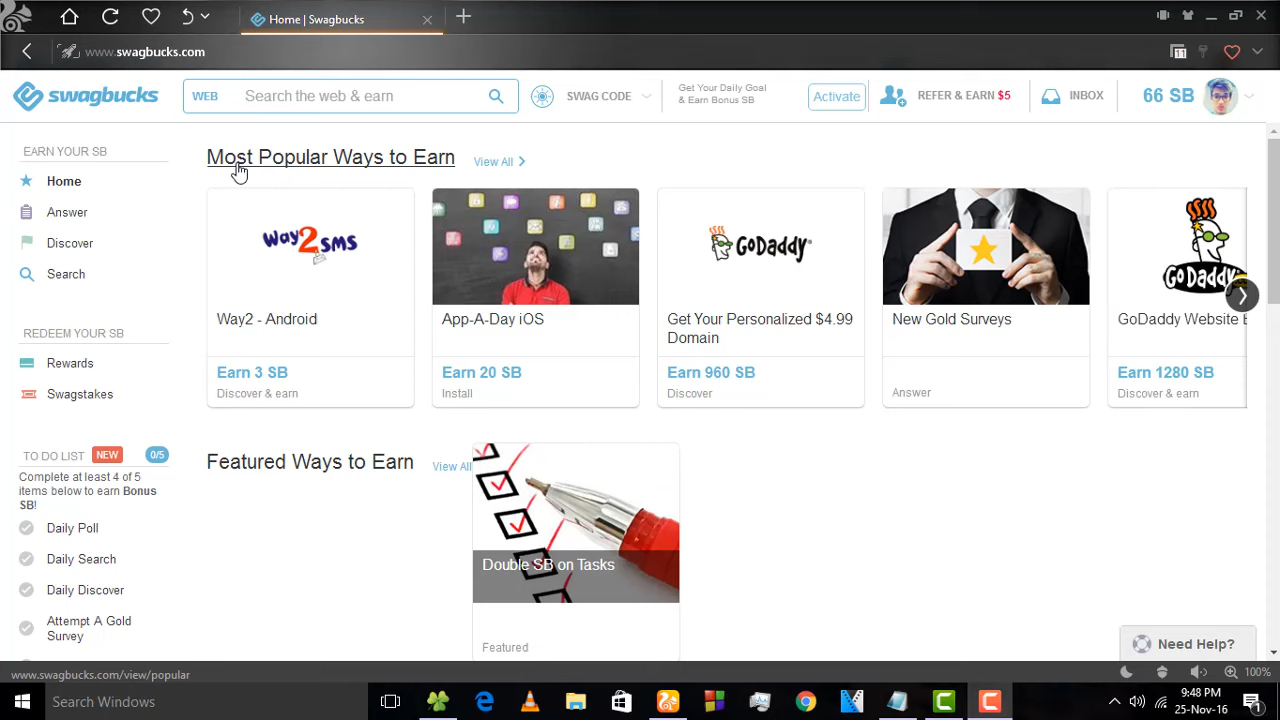 Home | Swagbucks
www.swagbucks.com
11
swagbucks
WEB
Search the web & earn
SWAG CODE
Get Your Daily Goal
& Earn Bonus SB
Activate
REFER & EARN $5
INBOX
66 SB
EARN YOUR SB
Home
Answer
Discover
Search
REDEEM YOUR SB
Rewards
Swagstakes
TO DO LIST NEW 0/5
Complete at least 4 of 5
items below to earn Bonus
SB!
Daily Poll
Daily Search
Daily Discover
Attempt A Gold
Survey
Most Popular Ways to Earn
View All
Way2SMS
Way2 - Android
Earn 3 SB
Discover & earn
App-A-Day iOS
Earn 20 SB
Install
GoDaddy
Get Your Personalized $4.99
Domain
Earn 960 SB
Discover
New Gold Surveys
Answer
GO DADDY
GoDaddy Website
Earn 1280 SB
Discover & earn
Featured Ways to Earn
View All
Double SB on Tasks
Featured
Need Help?
www.swagbucks.com/view/popular
100%
Search Windows
9:48 PM
25-Nov-16
1